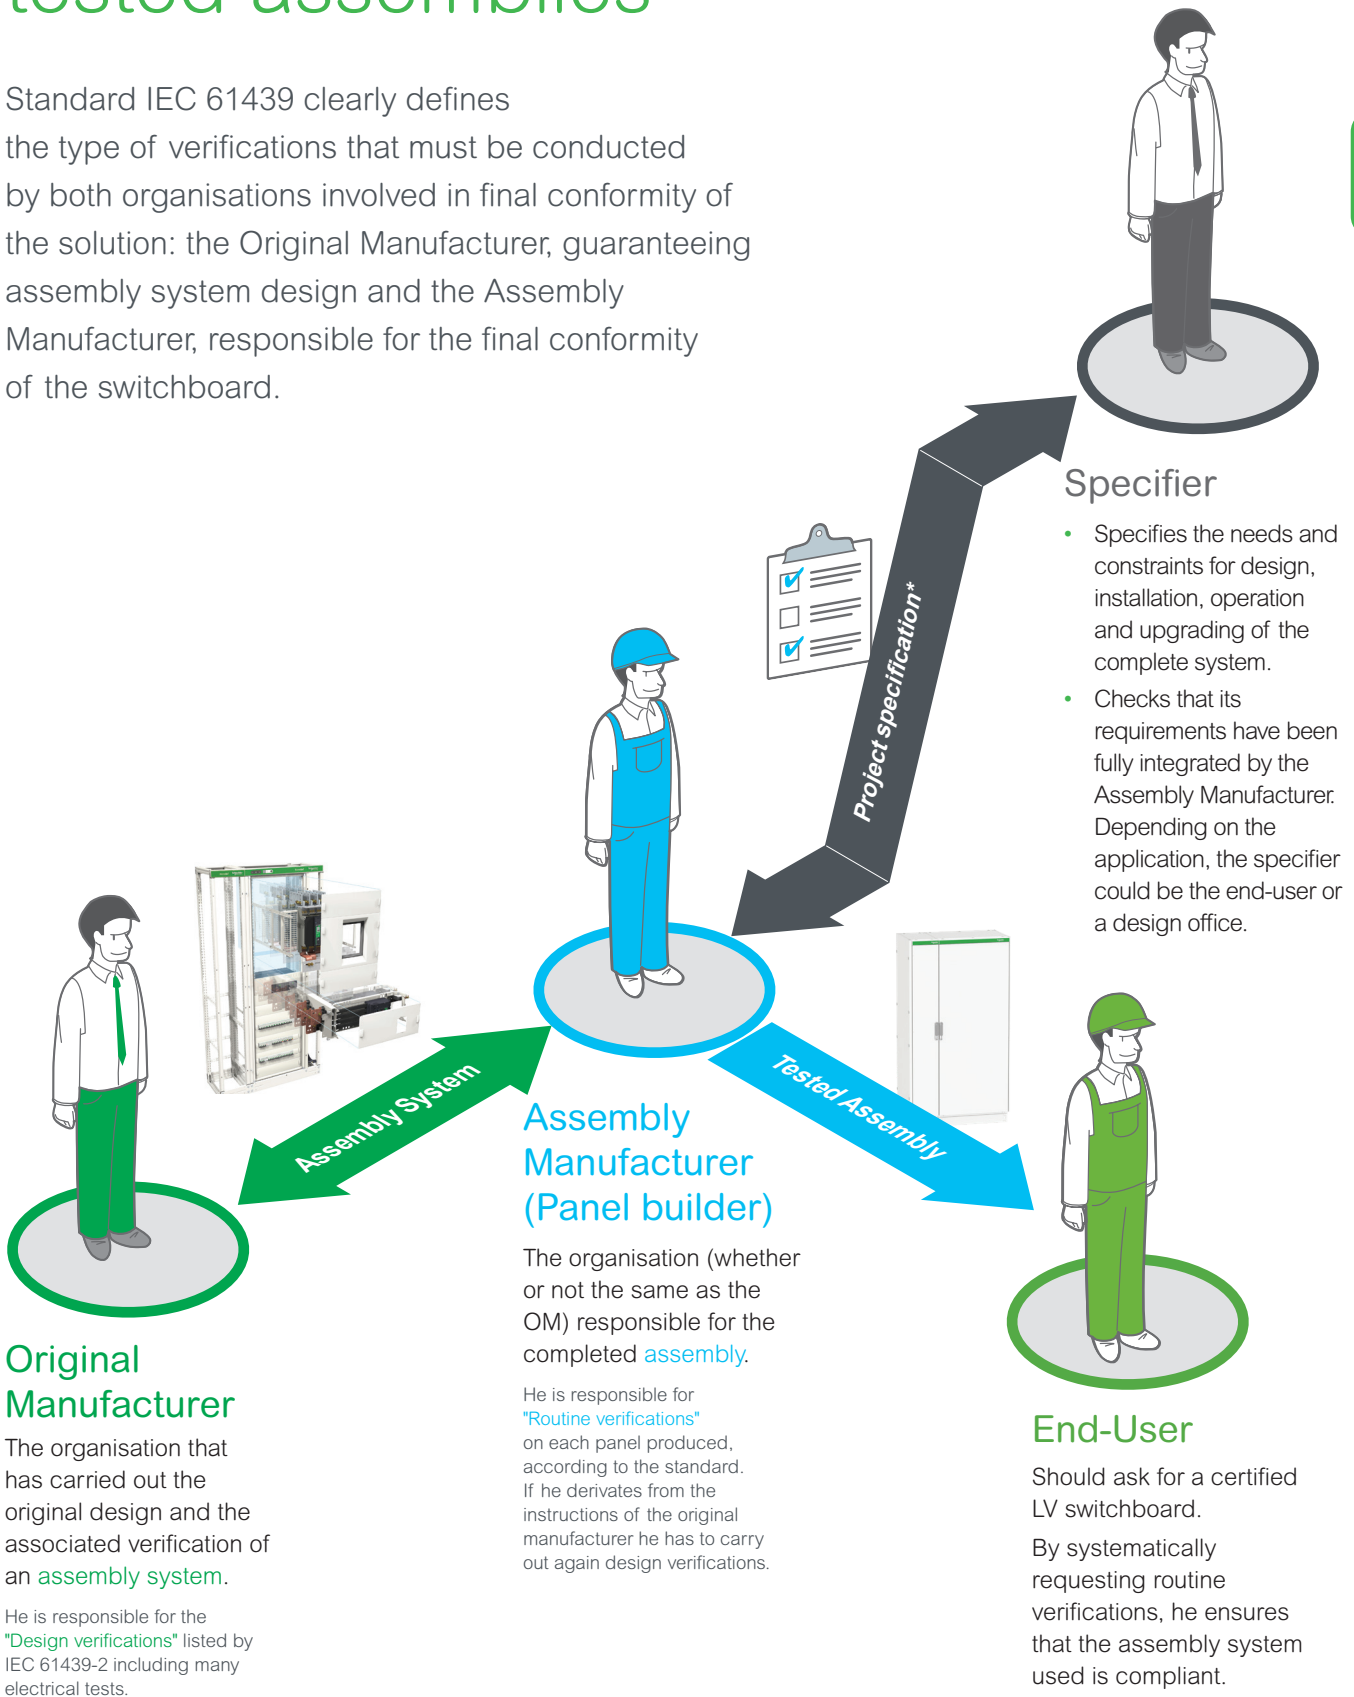 tested assemblies
Standard IEC 61439 clearly defines
the type of verifications that must be conducted
by both organisations involved in final conformity of
the solution: the Original Manufacturer, guaranteeing
assembly system design and the Assembly
Manufacturer, responsible for the final conformity
of the switchboard.
Specifier
• Specifies the needs and
constraints for design,
installation, operation
and upgrading of the
complete system.
• Checks that its
requirements have been
fully integrated by the
Assembly Manufacturer.
Depending on the
application, the specifier
could be the end-user or
a design office.
Project specification*
Assembly System
Tested Assembly
Assembly
Manufacturer
(Panel builder)
The organisation (whether
or not the same as the
OM) responsible for the
completed assembly.
He is responsible for
"Routine verifications"
on each panel produced,
according to the standard.
If he derivates from the
instructions of the original
manufacturer he has to carry
out again design verifications.
Original
Manufacturer
The organisation that
has carried out the
original design and the
associated verification of
an assembly system.
He is responsible for the
"Design verifications" listed by
IEC 61439-2 including many
electrical tests.
End-User
Should ask for a certified
LV switchboard.
By systematically
requesting routine
verifications, he ensures
that the assembly system
used is compliant.